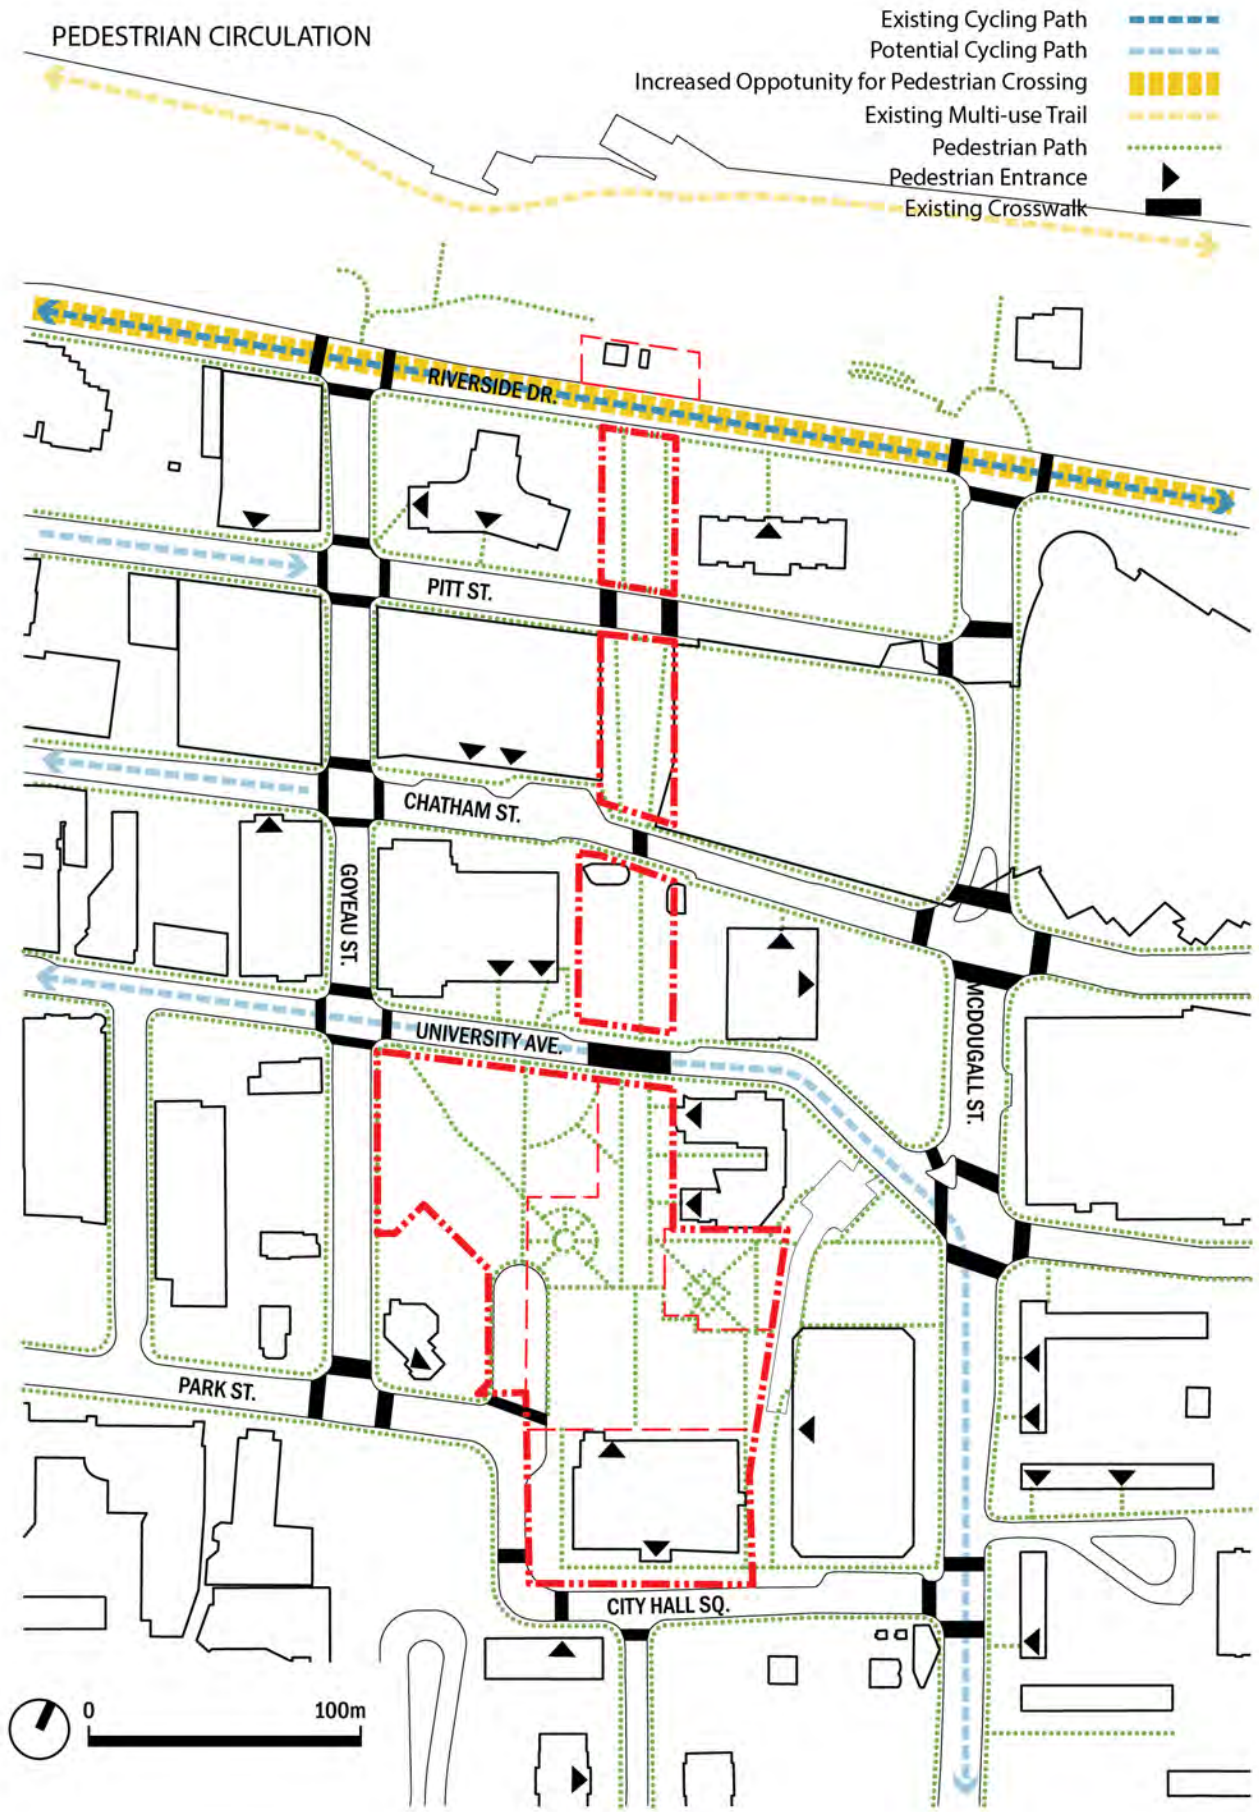 PEDESTRIAN CIRCULATION
Existing Cycling Path
Potential Cycling Path
Increased Oppotunity for Pedestrian Crossing
Existing Multi-use Trail
Pedestrian Path
Pedestrian Entrance
Existing Crosswalk
RIVERSIDE DR.
PITT ST.
CHATHAM ST.
GOYEAU ST.
UNIVERSITY AVE.
MCDOUGALL ST.
PARK ST.
CITY HALL SQ.
0 100m